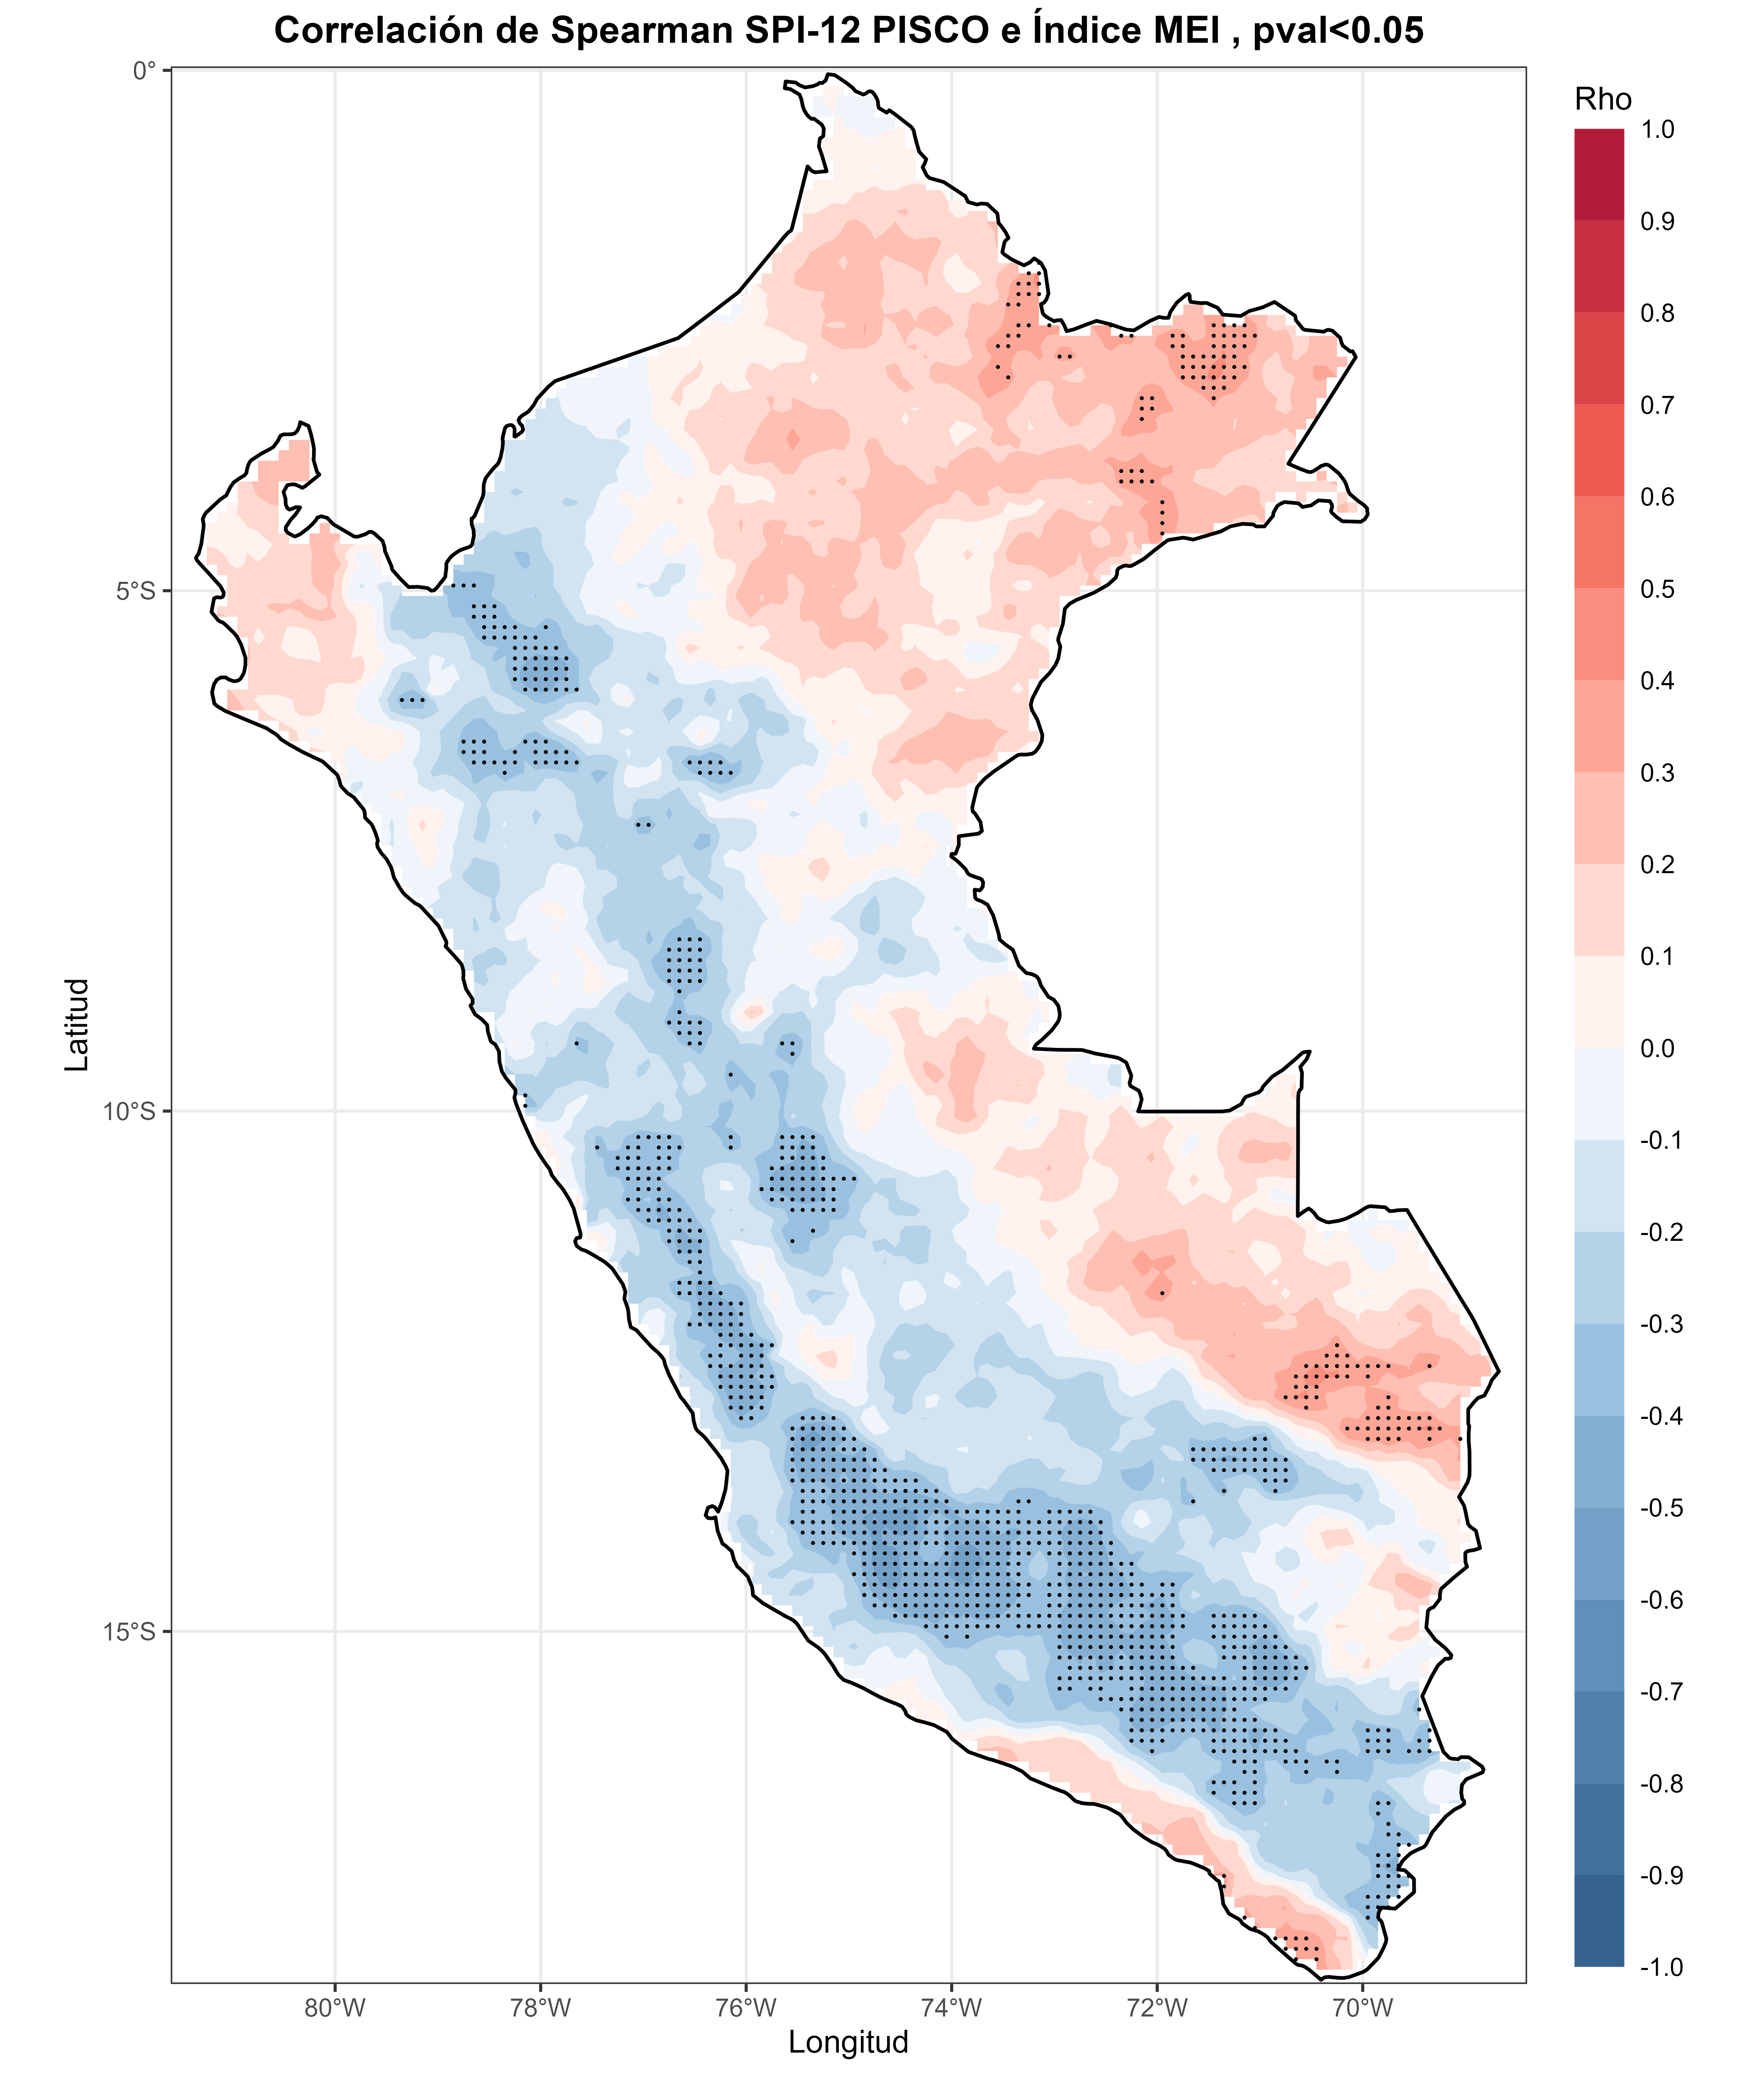 Correlación de Spearman SPI-12 PISCO e Índice MEI , pval<0.05
Rho
1.0
0.9
0.8
0.7
0.6
0.5
0.4
0.3
0.2
0.1
0.0
-0.1
-0.2
-0.3
-0.4
-0.5
-0.6
-0.7
-0.8
-0.9
-1.0
Latitud
0°
5°S
10°S
15°S
80°W
78°W
76°W
74°W
72°W
70°W
Longitud